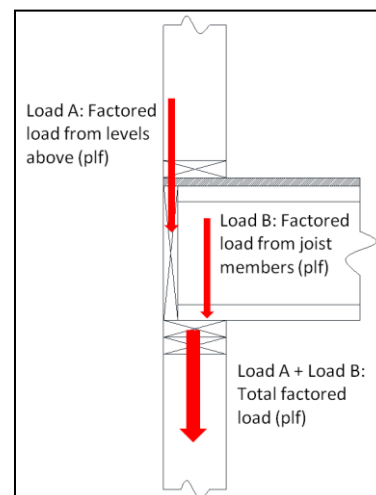 Load A: Factored
load from levels
above (plf)
Load B: Factored
load from joist
members (plf)
Load A + Load B:
Total factored
load (plf)